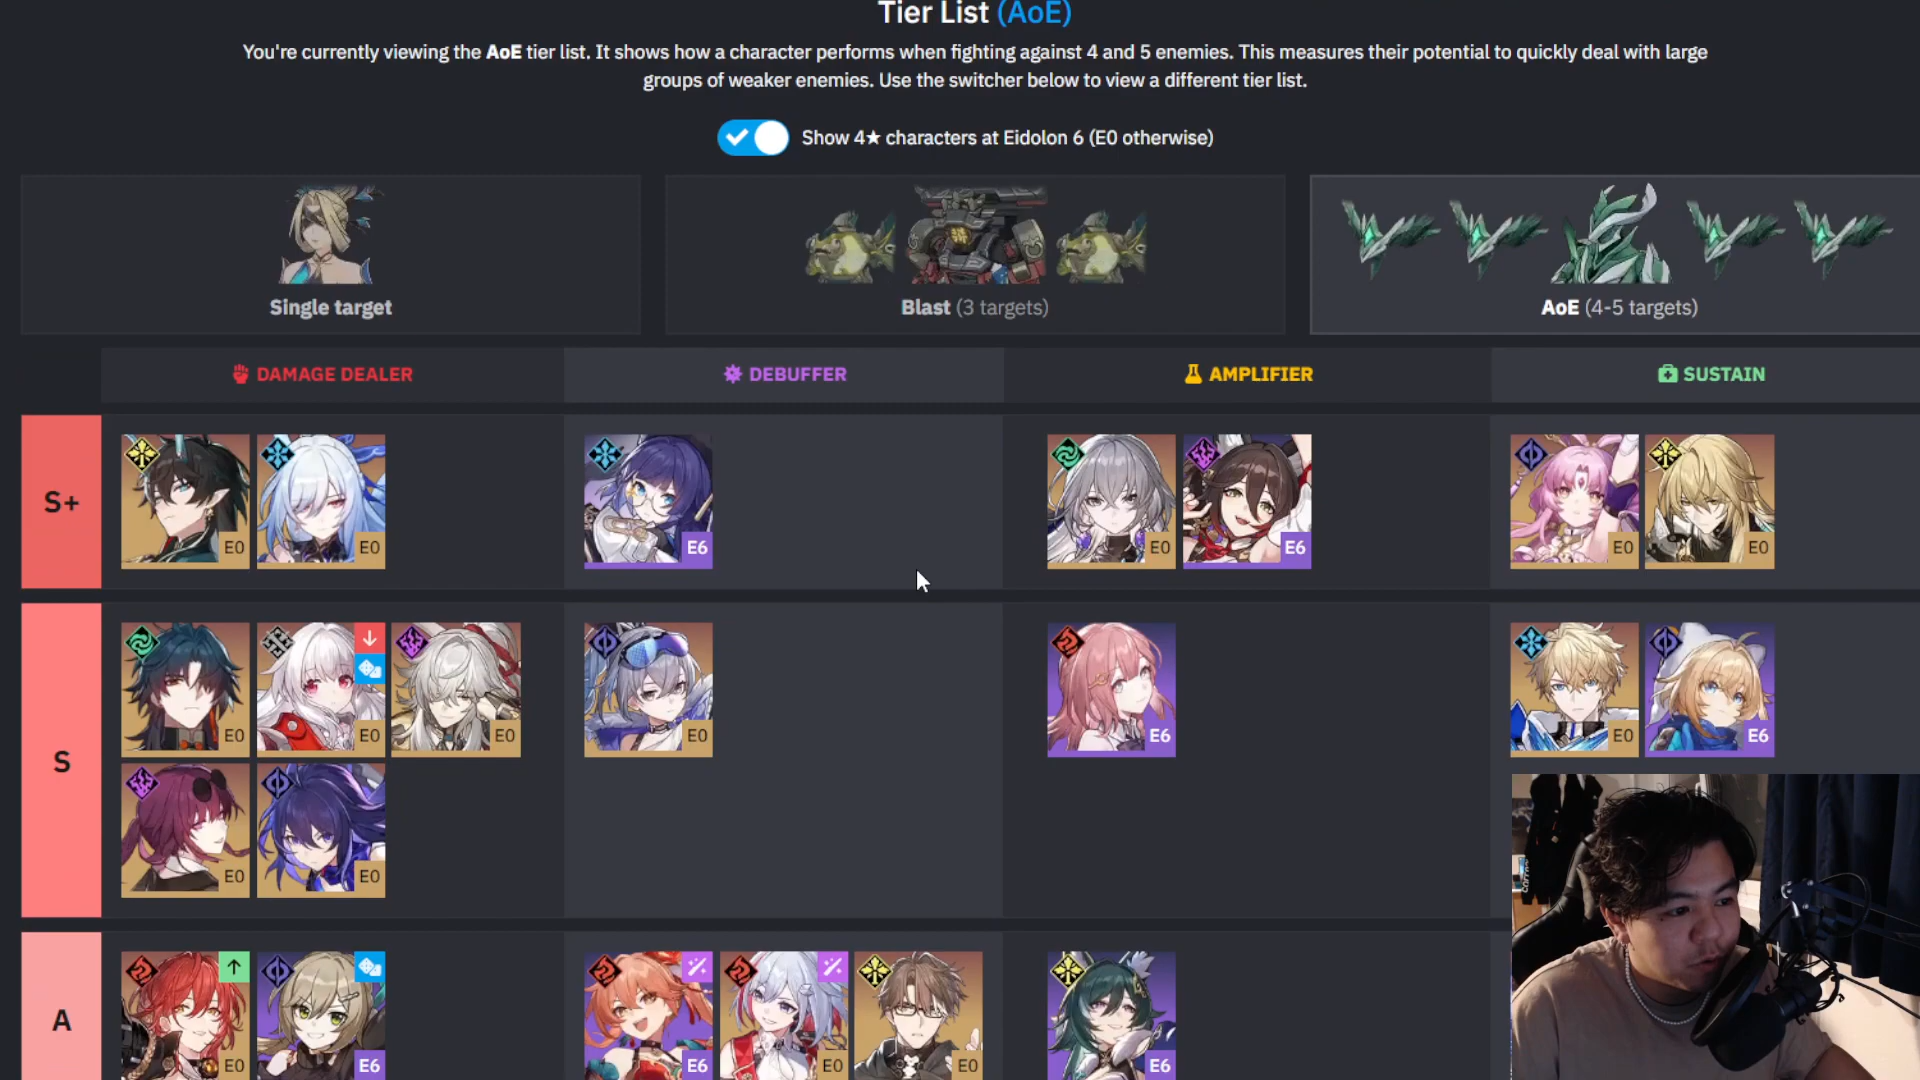 Tier List (AoE)
You're currently viewing the AoE tier list. It shows how a character performs when fighting against 4 and 5 enemies. This measures their potential to quickly deal with large
groups of weaker enemies. Use the switcher below to view a different tier list.
Show 4★ characters at Eidolon 6 (E0 otherwise)
Single target
Blast (3 targets)
AoE (4-5 targets)
DAMAGE DEALER
DEBUFFER
AMPLIFIER
SUSTAIN
S+
E0
E0
E6
E0
E6
E0
E0
S
E0
E0
E0
E0
E6
E0
E6
E0
E0
A
E0
E6
E6
E0
E0
E6